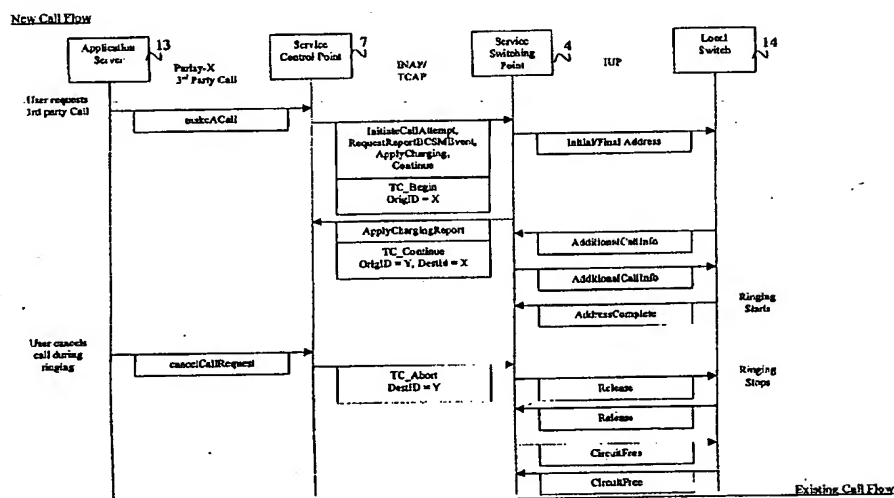 New Call Flow
Application
Server
13
Service
Control Point
7
Service
Switching
Point
4
Local
Switch
14
Parlay-X
3rd Party Call
INAP/
TCAP
IUP
User requests
3rd party Call
makeACall
InitiateCallAttempt,
RequestReportBCSMEvent,
ApplyCharging,
Continue
TC_Begin
OrigID = X
Initial/Final Address
ApplyChargingReport
TC_Continue
OrigID = Y, DestId = X
AdditionalCallInfo
AdditionalCallInfo
AddressComplete
Ringing
Starts
User cancels
call during
ringing
cancelCallRequest
TC_Abort
DestID = Y
Release
Ringing
Stops
Release
CircuitFree
CircuitFree
Existing Call Flow